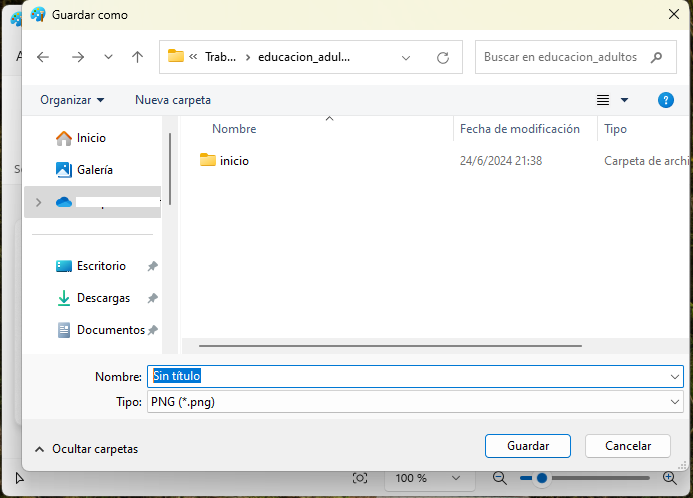 Guardar como
A
« Trab... > educacion_adul...
Buscar en educacion_adultos
Organizar
Nueva carpeta
Inicio
Galería
Escritorio
Descargas
Documentos
Nombre
Fecha de modificación
Tipo
inicio
24/6/2024 21:38
Carpeta de archi
Nombre:
Sin título
Tipo:
PNG (*.png)
Ocultar carpetas
Guardar
Cancelar
100 %